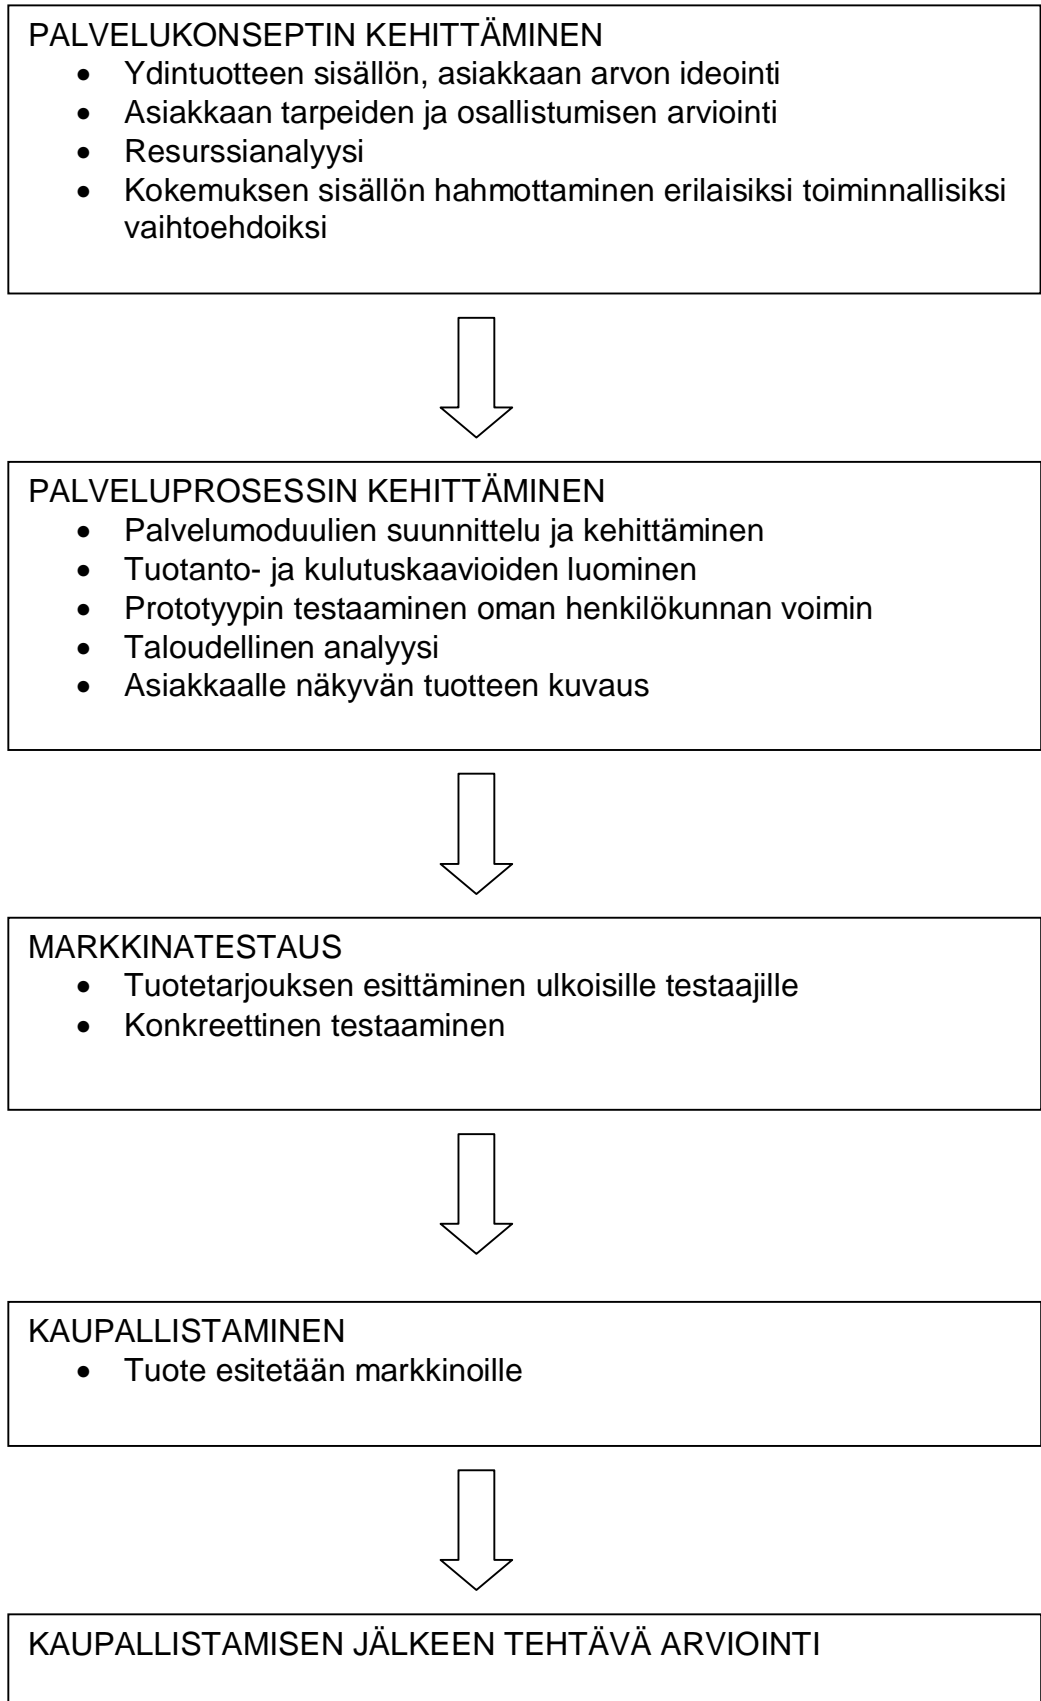 PALVELUKONSEPTIN KEHITTÄMINEN
• Ydintuotteen sisällön, asiakkaan arvon ideointi
• Asiakkaan tarpeiden ja osallistumisen arviointi
• Resurssianalyysi
• Kokemuksen sisällön hahmottaminen erilaisiksi toiminnallisiksi
vaihtoehdoiksi
PALVELUPROSESSIN KEHITTÄMINEN
• Palvelumoduulien suunnittelu ja kehittäminen
• Tuotanto- ja kulutuskaavioiden luominen
• Prototyypin testaaminen oman henkilökunnan voimin
• Taloudellinen analyysi
• Asiakkaalle näkyvän tuotteen kuvaus
MARKKINATESTAUS
• Tuotetarjouksen esittäminen ulkoisille testaajille
• Konkreettinen testaaminen
KAUPALLISTAMINEN
• Tuote esitetään markkinoille
KAUPALLISTAMISEN JÄLKEEN TEHTÄVÄ ARVIOINTI